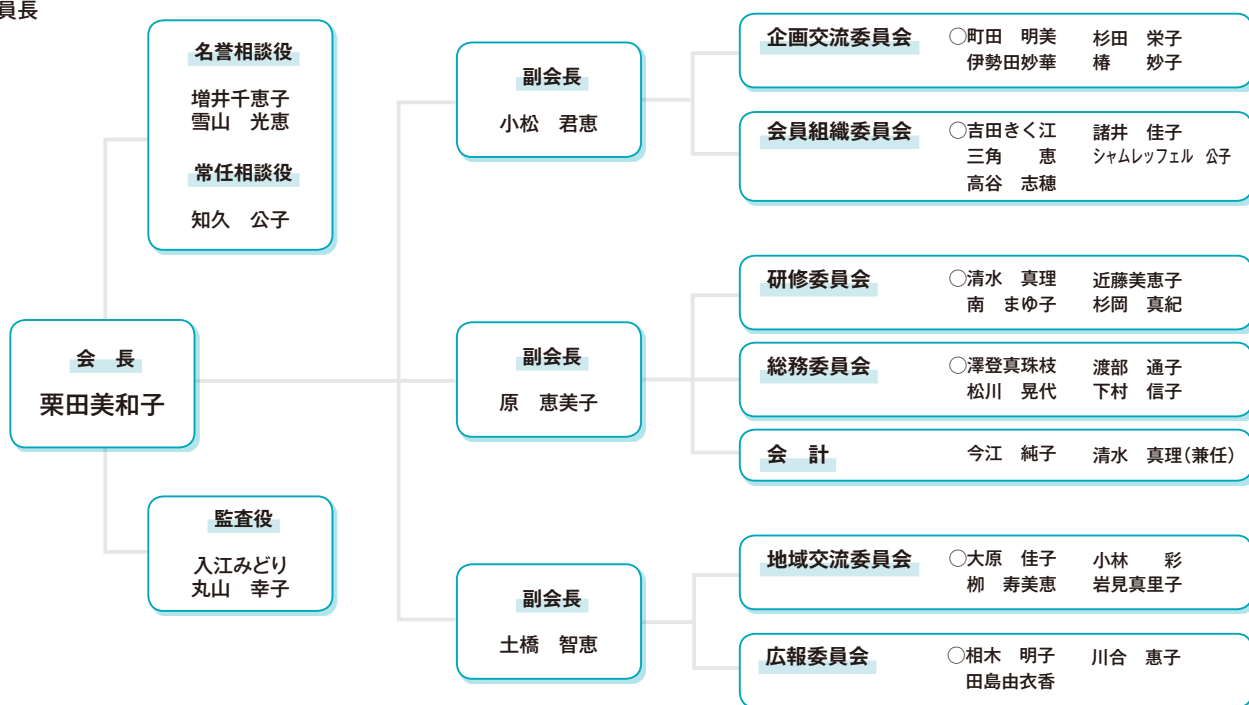 員長
名誉相談役
増井千恵子
雪山　光恵
常任相談役
知久　公子
会　長
栗田美和子
監査役
入江みどり
丸山　幸子
副会長
小松　君恵
企画交流委員会　○町田　明美　杉田　栄子
伊勢田妙華　椿　　妙子
会員組織委員会　○吉田きく江　諸井　佳子
三角　　恵　シャムレッフェル 公子
高谷　志穂
副会長
原　恵美子
研修委員会　○清水　真理　近藤美恵子
南　まゆ子　杉岡　真紀
総務委員会　○澤登真珠枝　渡部　通子
松川　晃代　下村　信子
会　計　今江　純子　清水　真理(兼任)
副会長
土橋　智恵
地域交流委員会　○大原　佳子　小林　　彩
栁　寿美恵　岩見真里子
広報委員会　○相木　明子　川合　恵子
田島由衣香